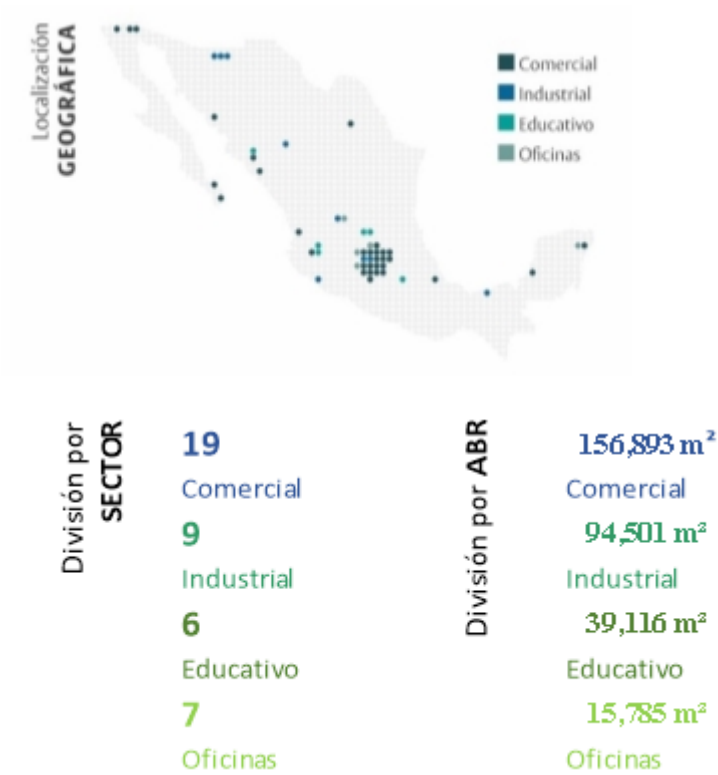 Localización
GEOGRÁFICA
Comercial
Industrial
Educativo
Oficinas
División por
SECTOR
19
Comercial
9
Industrial
6
Educativo
7
Oficinas
División por ABR
156,893 m²
Comercial
94,501 m²
Industrial
39,116 m²
Educativo
15,785 m²
Oficinas